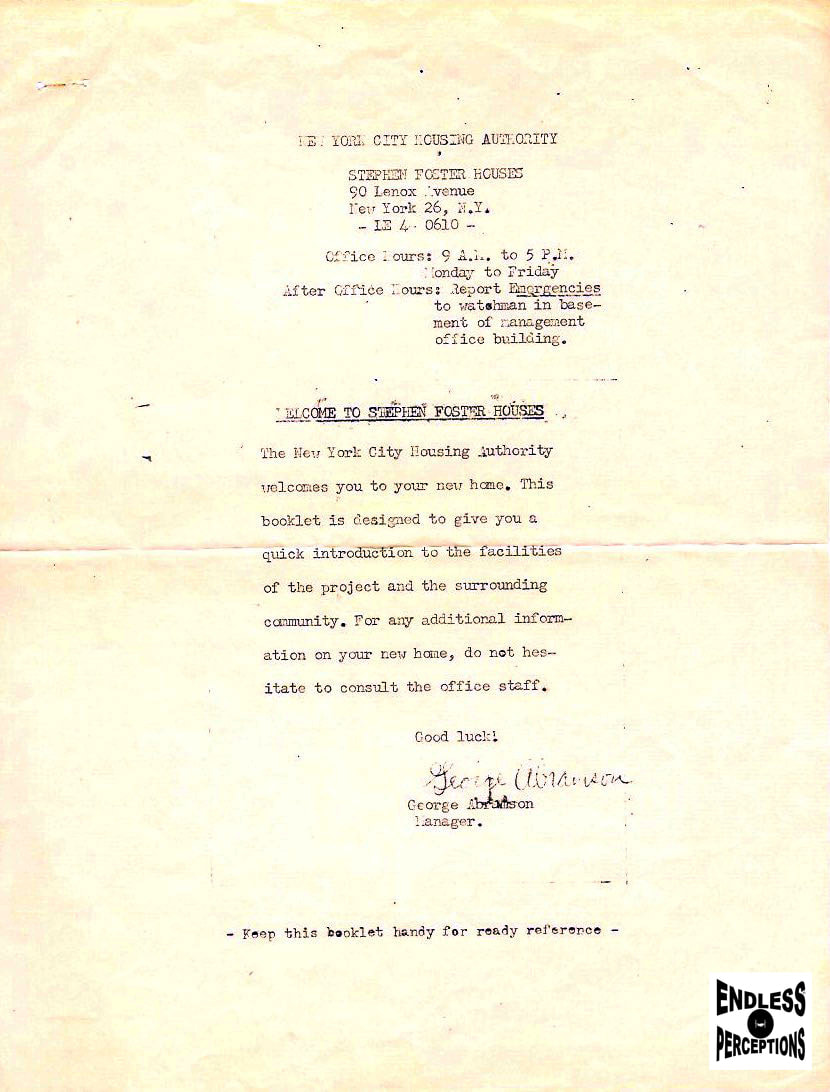 NEW YORK CITY HOUSING AUTHORITY
STEPHEN FOSTER HOUSES
90 Lenox Avenue
New York 26, N.Y.
- LE 4- 0610 -
Office Hours: 9 A.M. to 5 P.M.
Monday to Friday
After Office Hours: Report Emergencies
to watchman in base-
ment of management
office building.
WELCOME TO STEPHEN FOSTER HOUSES
The New York City Housing Authority
welcomes you to your new home. This
booklet is designed to give you a
quick introduction to the facilities
of the project and the surrounding
community. For any additional inform-
ation on your new home, do not hes-
itate to consult the office staff.
Good luck!
George Abramson
George Abramson
Manager.
- Keep this booklet handy for ready reference -
ENDLESS
PERCEPTIONS